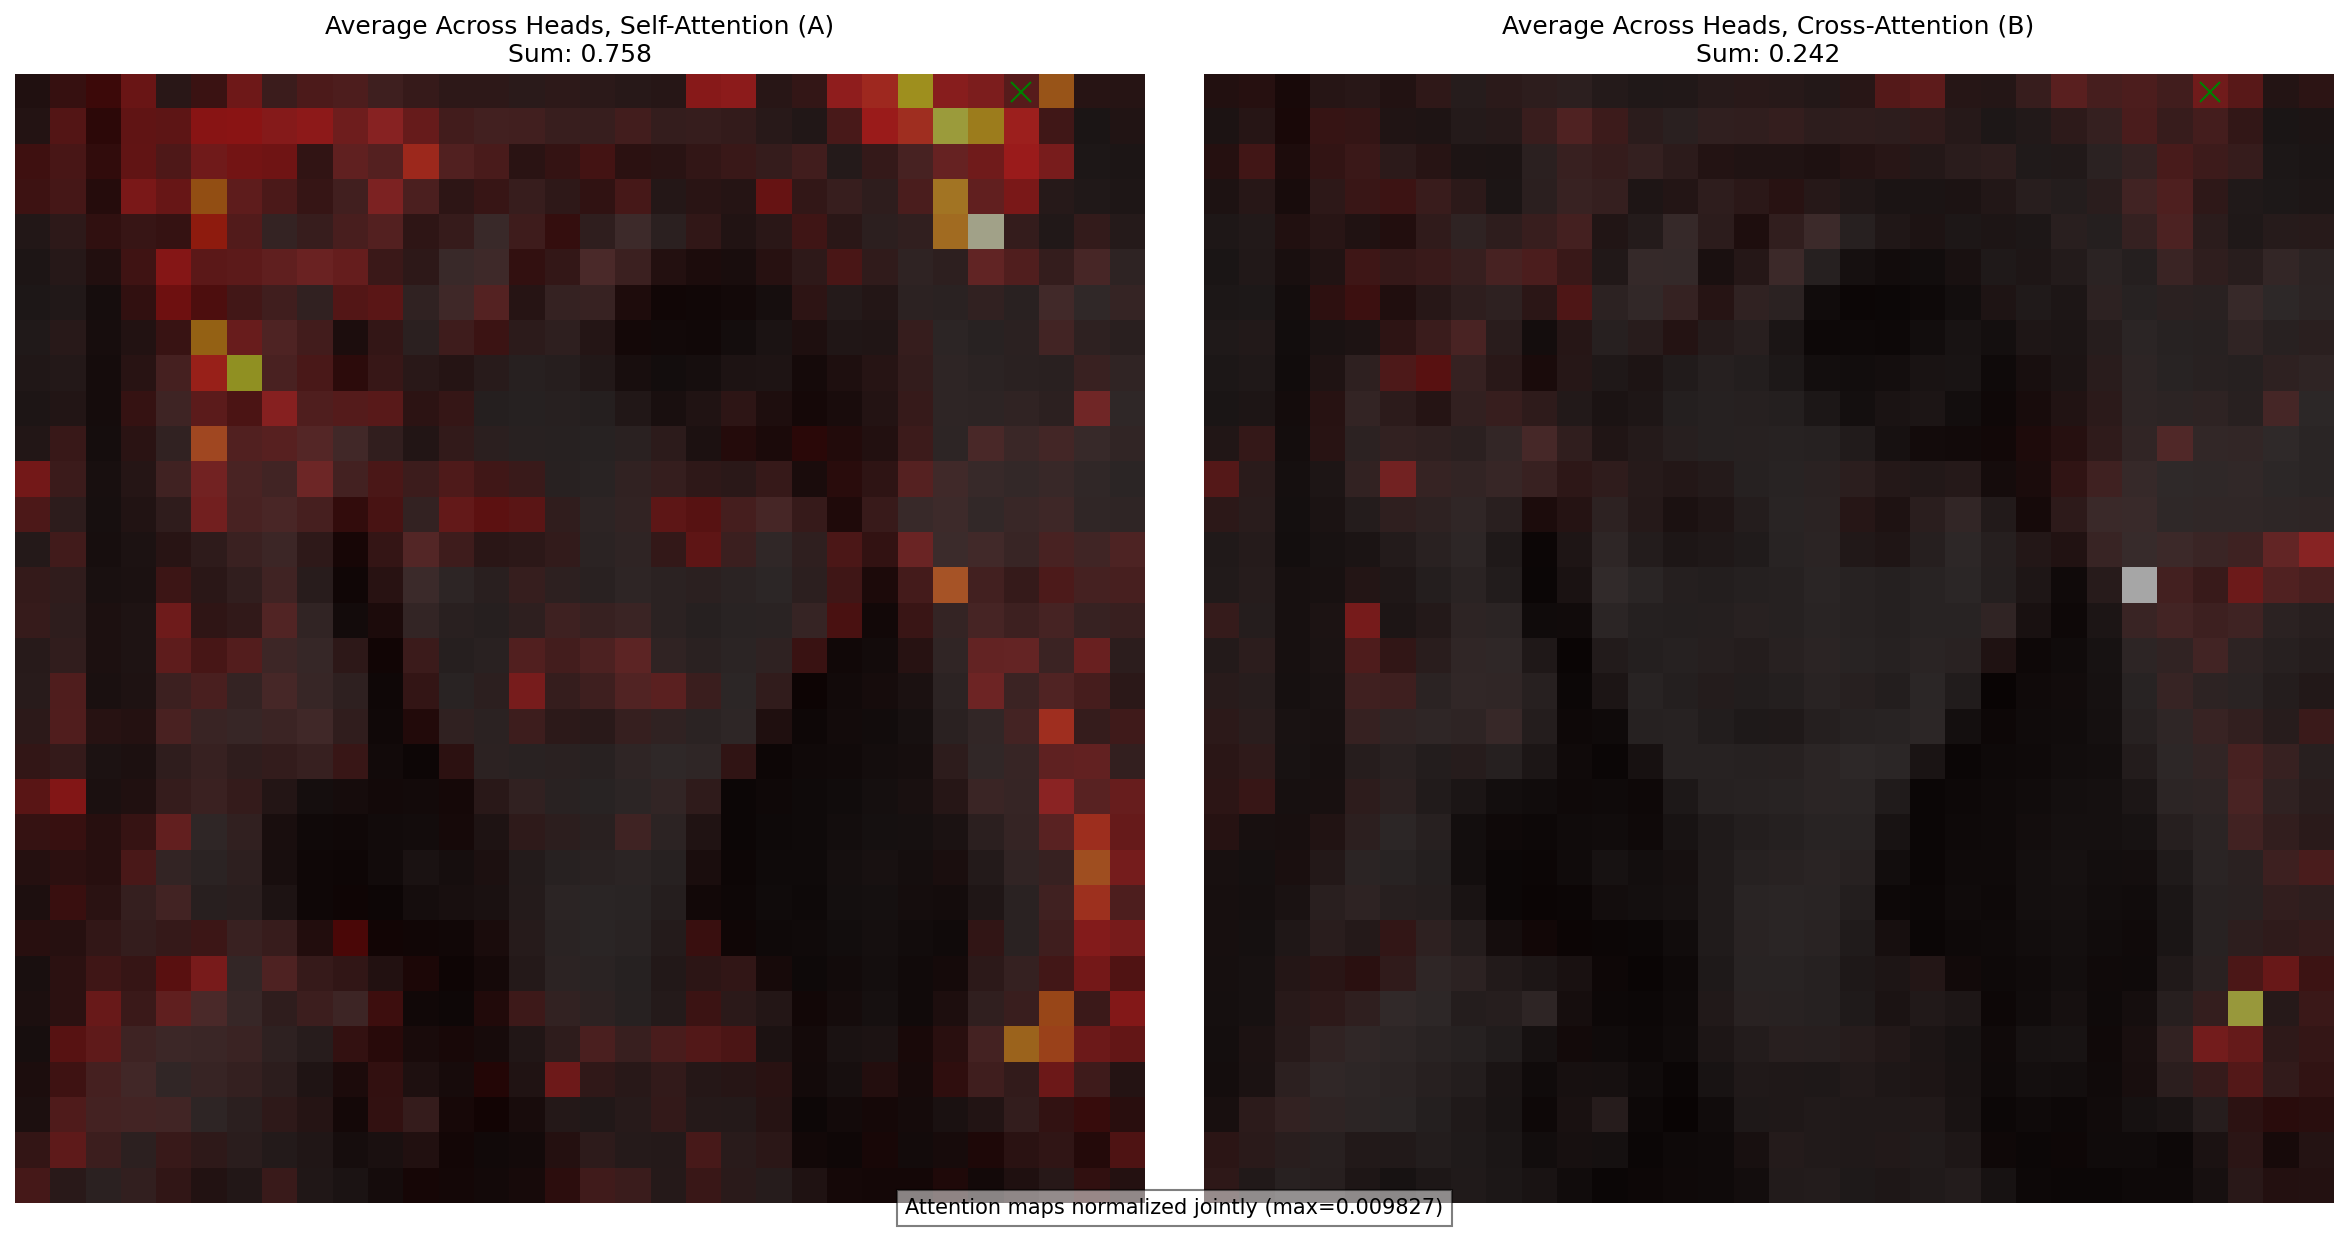 Average Across Heads, Self-Attention (A)
Sum: 0.758
Average Across Heads, Cross-Attention (B)
Sum: 0.242
Attention maps normalized jointly (max=0.009827)